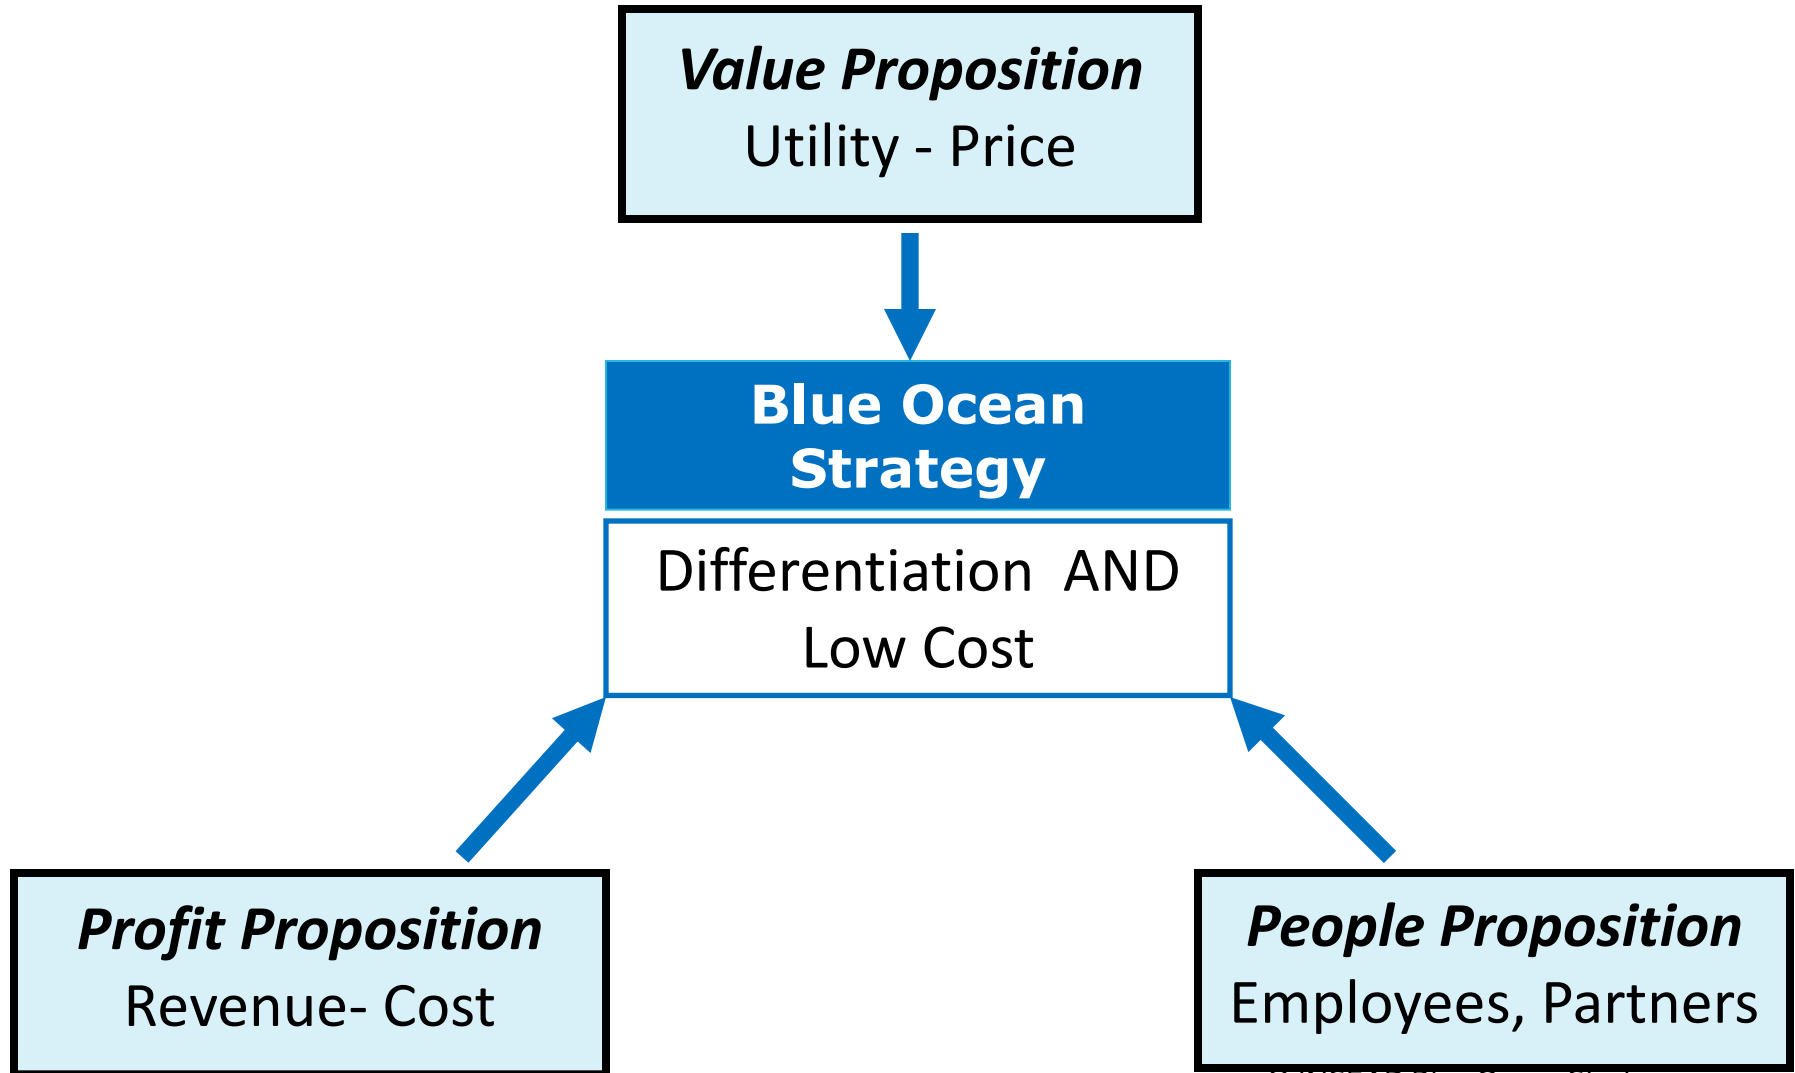 Value Proposition
Utility - Price
Blue Ocean
Strategy
Differentiation AND
Low Cost
Profit Proposition
Revenue- Cost
People Proposition
Employees, Partners